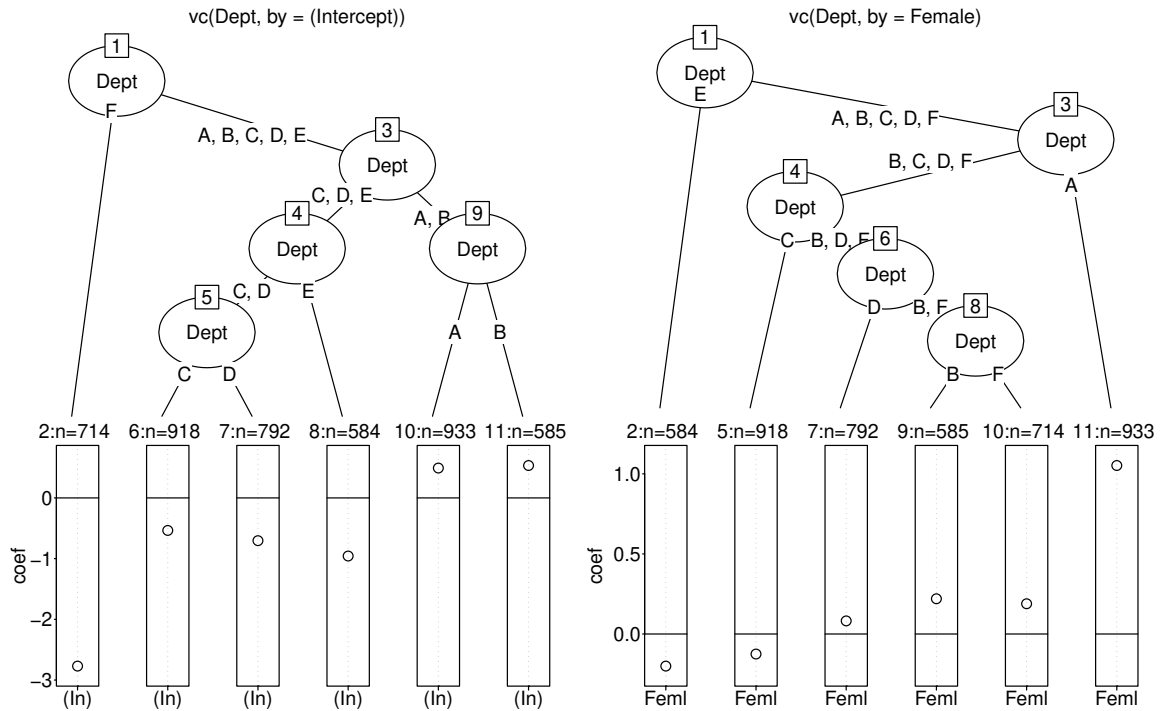 vc(Dept, by = (Intercept))
1
Dept
F
A, B, C, D, E
3
Dept
C, D, E
A, B
4
Dept
9
Dept
C, D
E
5
Dept
A
B
C
D
2:n=714 6:n=918 7:n=792 8:n=584 10:n=933 11:n=585
coef
0
−1
−2
−3
(In) (In) (In) (In) (In) (In)
vc(Dept, by = Female)
1
Dept
E
A, B, C, D, F
3
Dept
B, C, D, F
A
4
Dept
C
B, D, F
6
Dept
D
B, F
8
Dept
B
F
2:n=584 5:n=918 7:n=792 9:n=585 10:n=714 11:n=933
coef
1.0
0.5
0.0
Feml Feml Feml Feml Feml Feml